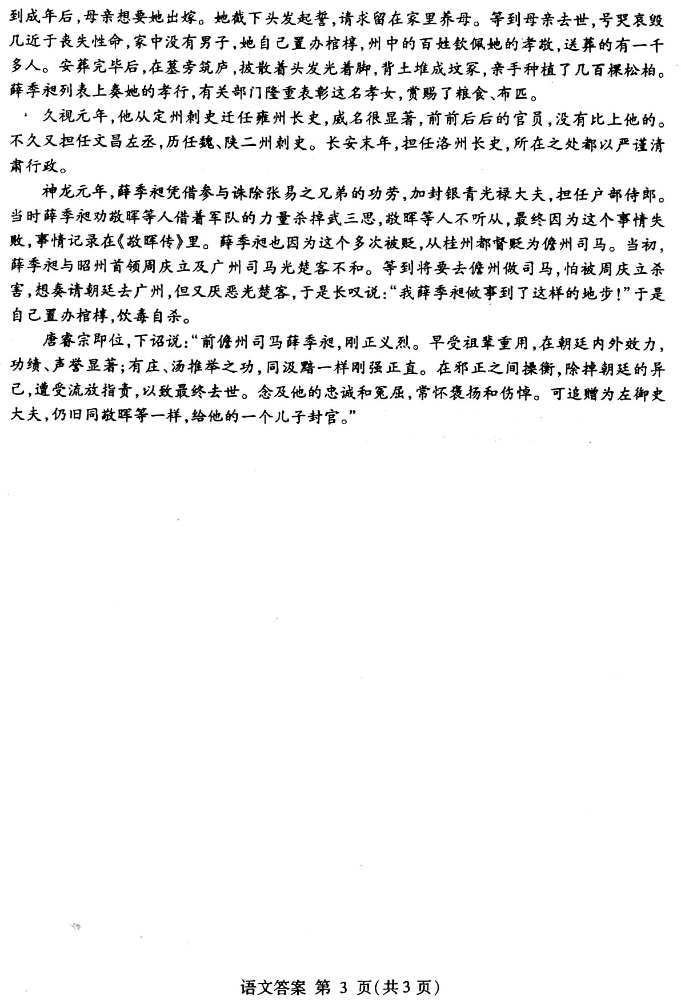 到成年后,母亲想要她出嫁。她截下头发起誓,请求留在家里养母。等到母亲去世,号哭哀毁
几近于丧失性命,家中没有男子,她自己置办棺椁,州中的百姓钦佩她的孝敬,送葬的有一千
多人。安葬完毕后,在墓旁筑庐,披散着头发光着脚,背土堆成坟冢,亲手种植了几百棵松柏。
薛季昶列表上奏她的孝行,有关部门隆重表彰这名孝女,赏赐了粮食、布匹。
久视元年,他从定州刺史迁任雍州长史,威名很显著,前前后后的官员,没有比上他的。
不久又担任文昌左丞,历任魏、陕二州刺史。长安末年,担任洛州长史,所在之处都以严谨清
肃行政。
神龙元年,薛季昶凭借参与诛除张易之兄弟的功劳,加封银青光禄大夫,担任户部侍郎。
当时薛季昶劝敬晖等人借着军队的力量杀掉武三思,敬晖等人不听从,最终因为这个事情失
败,事情记录在《敬晖传》里。薛季昶也因为这个多次被贬,从桂州都督贬为儋州司马。当初,
薛季昶与昭州首领周庆立及广州司马光楚客不和。等到将要去儋州做司马,怕被周庆立杀
害,想奏请朝廷去广州,但又厌恶光楚客,于是长叹说:“我薛季昶做事到了这样的地步!”于是
自己置办棺椁,饮毒自杀。
唐睿宗即位,下诏说:“前儋州司马薛季昶,刚正义烈。早受祖辈重用,在朝廷内外效力,
功绩、声誉显著;有庄、汤推举之功,同汲黯一样刚强正直。在邪正之间操衡,除掉朝廷的异
己,遭受流放指责,以致最终去世。念及他的忠诚和冤屈,常怀褒扬和伤悼。可追赠为左御史
大夫,仍旧同敬晖等一样,给他的一个儿子封官。”
语文答案 第 3 页(共3页)